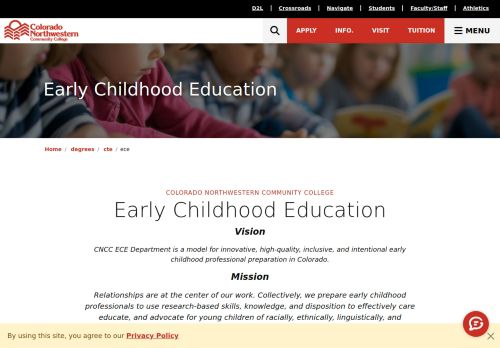 D2L | Crossroads | Navigate | Students | Faculty/Staff | Athletics
Colorado
Northwestern
Community College
APPLY INFO. VISIT TUITION MENU
Early Childhood Education
Home / degrees / cte / ece
COLORADO NORTHWESTERN COMMUNITY COLLEGE
Early Childhood Education
Vision
CNCC ECE Department is a model for innovative, high-quality, inclusive, and intentional early
childhood professional preparation in Colorado.
Mission
Relationships are at the center of our work. Collectively, we prepare early childhood
professionals to use research-based skills, knowledge, and disposition to effectively care
educate, and advocate for young children of racially, ethnically, linguistically, and
By using this site, you agree to our Privacy Policy